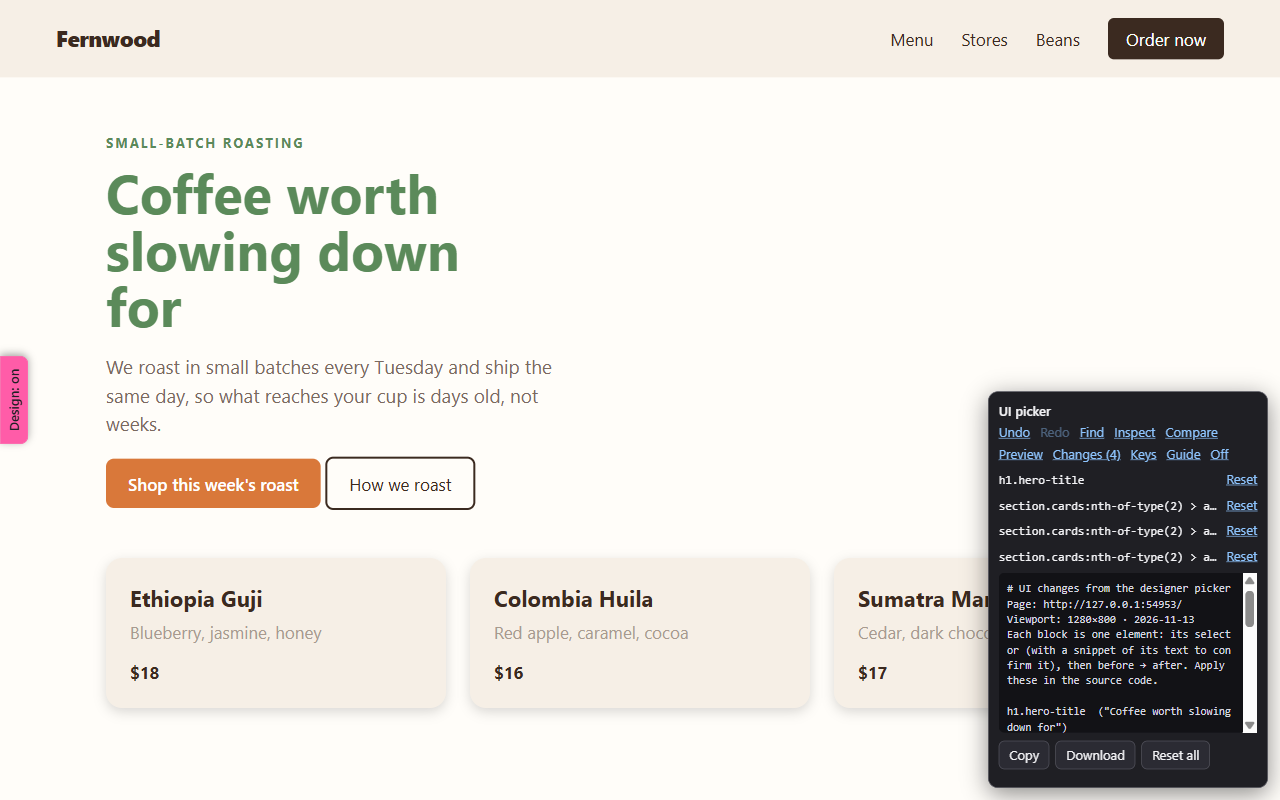 Fernwood
Menu Stores Beans Order now
SMALL-BATCH ROASTING
Coffee worth
slowing down
for
We roast in small batches every Tuesday and ship the
same day, so what reaches your cup is days old, not
weeks.
Shop this week's roast How we roast
Ethiopia Guji
Blueberry, jasmine, honey
$18
Colombia Huila
Red apple, caramel, cocoa
$16
Sumatra
Cedar, dark
$17
Design: on
UI picker
Undo Redo Find Inspect Compare
Preview Changes (4) Keys Guide Off
h1.hero-title Reset
section.cards:nth-of-type(2) > a… Reset
section.cards:nth-of-type(2) > a… Reset
section.cards:nth-of-type(2) > a… Reset
# UI changes from the designer picker
Page: http://127.0.0.1:54953/
Viewport: 1280×800 · 2026-11-13
Each block is one element: its select
or (with a snippet of its text to con
firm it), then before → after. Apply
these in the source code.
h1.hero-title ("Coffee worth slowing
down for")
Copy Download Reset all